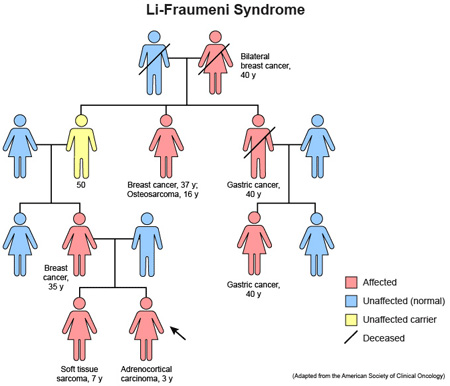 Li-Fraumeni Syndrome
Bilateral
breast cancer,
40 y
50
Breast cancer, 37 y;
Osteosarcoma, 16 y
Gastric cancer,
40 y
Breast
cancer,
35 y
Gastric cancer,
40 y
Soft tissue
sarcoma, 7 y
Adrenocortical
carcinoma, 3 y
Affected
Unaffected (normal)
Unaffected carrier
Deceased
(Adapted from the American Society of Clinical Oncology)